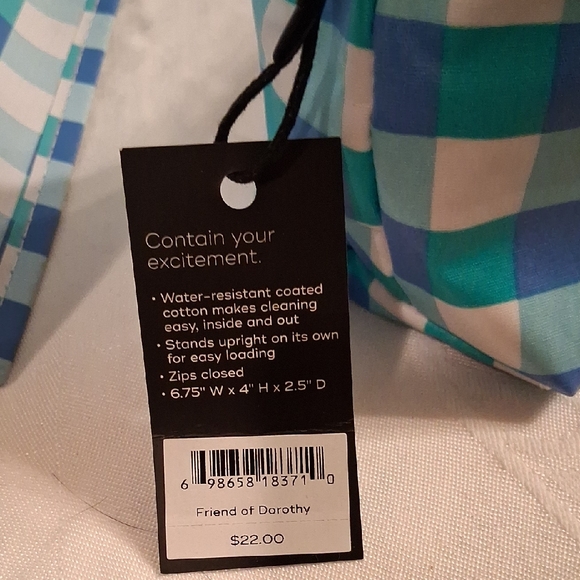 Contain your
excitement.
• Water-resistant coated
cotton makes cleaning
easy, inside and out
• Stands upright on its own
for easy loading
• Zips closed
• 6.75" W x 4" H x 2.5" D
6 98658 18371 0
Friend of Dorothy
$22.00